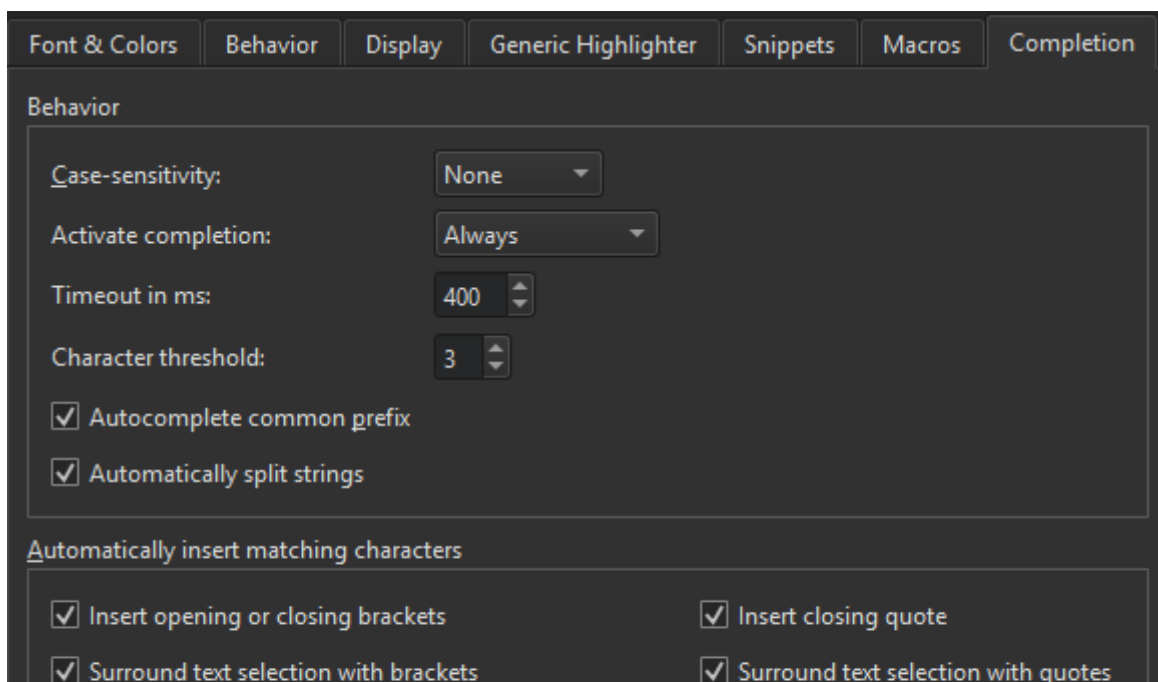 Font & Colors Behavior Display Generic Highlighter Snippets Macros Completion
Behavior
Case-sensitivity: None
Activate completion: Always
Timeout in ms: 400
Character threshold: 3
Autocomplete common prefix
Automatically split strings
Automatically insert matching characters
Insert opening or closing brackets Insert closing quote
Surround text selection with brackets Surround text selection with quotes